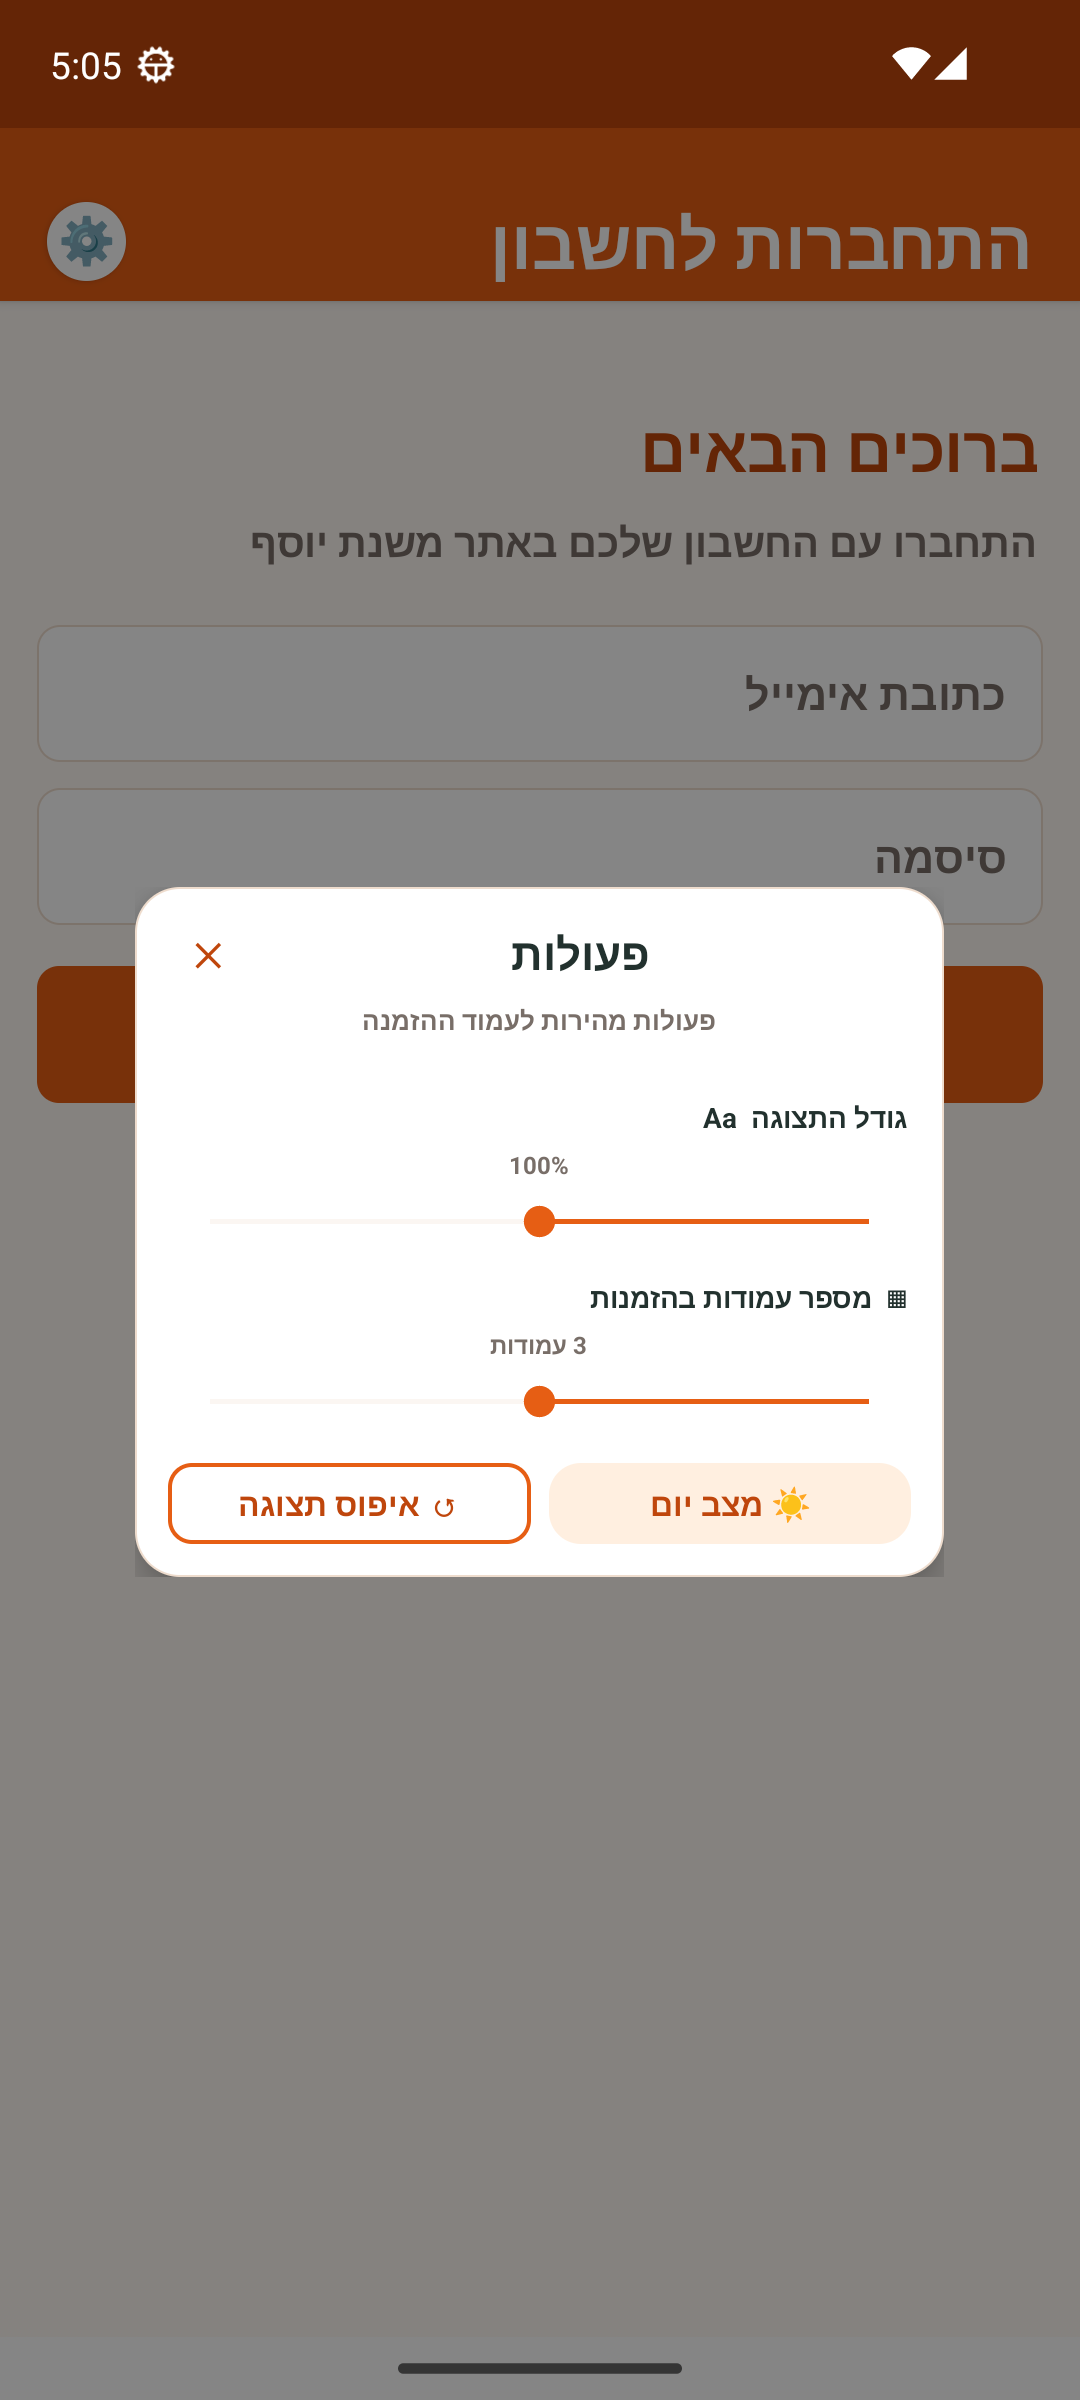 5:05
התחברות לחשבון
ברוכים הבאים
התחברו עם החשבון שלכם באתר משנת יוסף
כתובת אימייל
סיסמה
פעולות
פעולות מהירות לעמוד ההזמנה
גודל התצוגה Aa
100%
▦ מספר עמודות בהזמנות
3 עמודות
☀️ מצב יום
↺ איפוס תצוגה